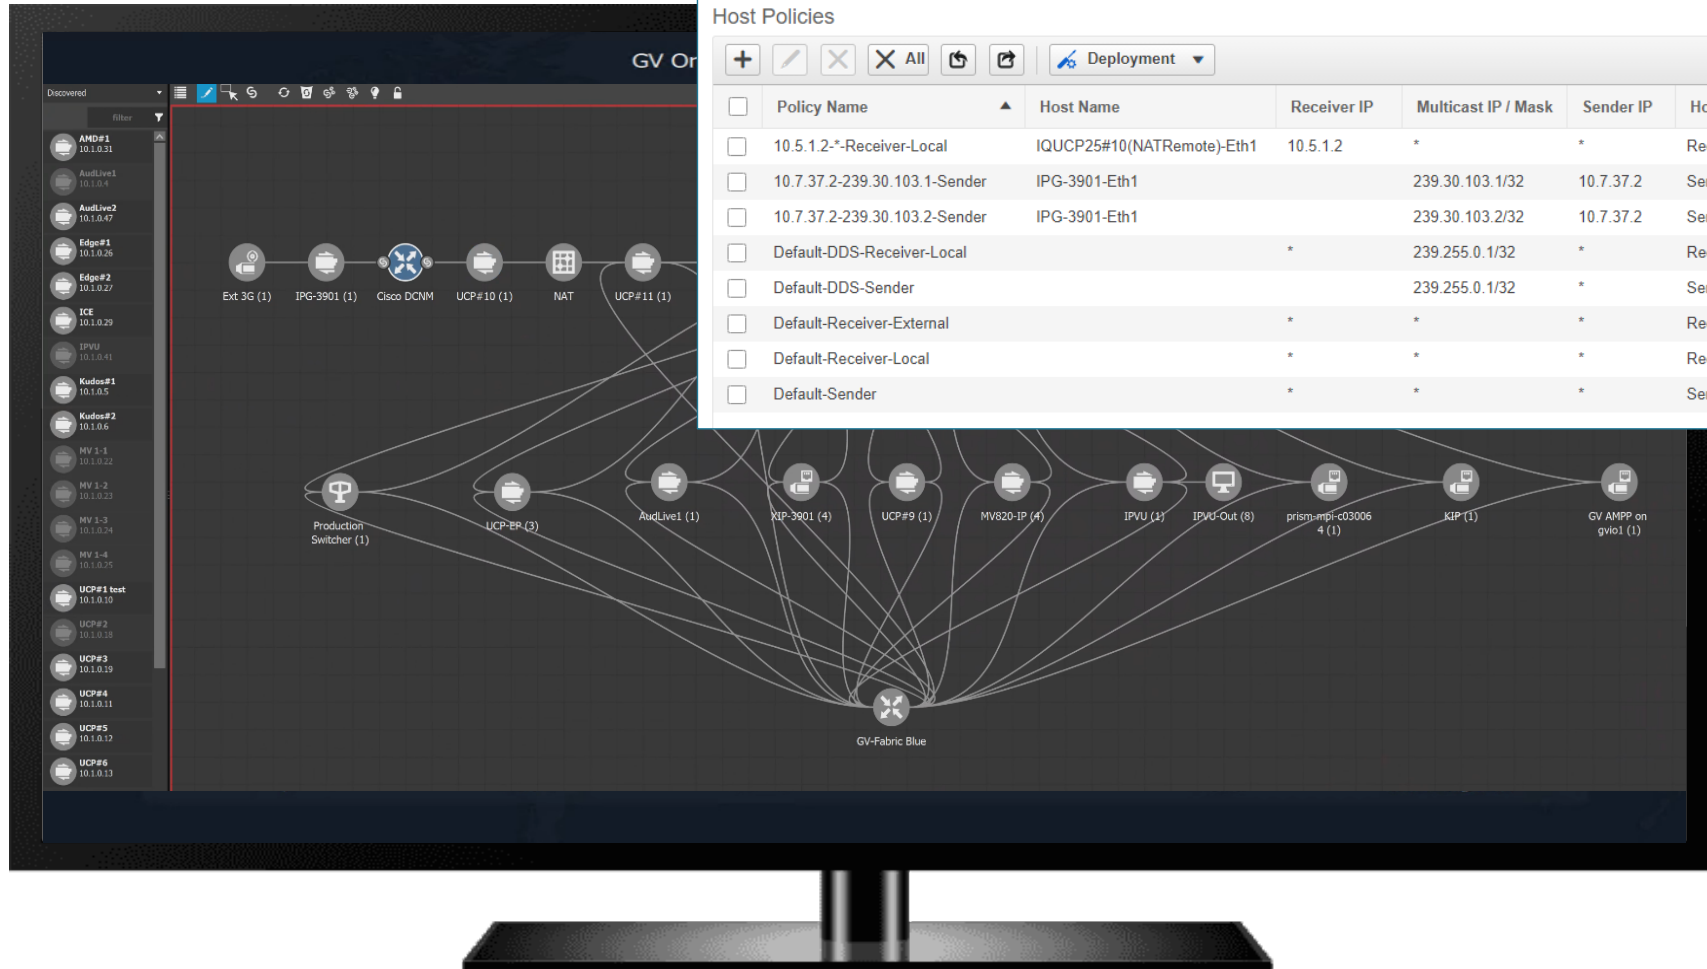 Host Policies
All
Deployment
Policy Name Host Name Receiver IP Multicast IP / Mask Sender IP Ho
10.5.1.2-*-Receiver-Local IQUCP25#10(NATRemote)-Eth1 10.5.1.2 * * Re
10.7.37.2-239.30.103.1-Sender IPG-3901-Eth1 239.30.103.1/32 10.7.37.2 Se
10.7.37.2-239.30.103.2-Sender IPG-3901-Eth1 239.30.103.2/32 10.7.37.2 Se
Default-DDS-Receiver-Local * 239.255.0.1/32 * Re
Default-DDS-Sender 239.255.0.1/32 * Se
Default-Receiver-External * * * Re
Default-Receiver-Local * * * Re
Default-Sender * * * Se
GV Or
Discovered
filter
AMD#1
10.1.0.31
AudLive1
10.1.0.4
AudLive2
10.1.0.47
Edge#1
10.1.0.26
Edge#2
10.1.0.27
ICE
10.1.0.29
IPVU
10.1.0.41
Kudos#1
10.1.0.5
Kudos#2
10.1.0.6
MV 1-1
10.1.0.22
MV 1-2
10.1.0.23
MV 1-3
10.1.0.24
MV 1-4
10.1.0.25
UCP#1 test
10.1.0.10
UCP#2
10.1.0.18
UCP#3
10.1.0.19
UCP#4
10.1.0.11
UCP#5
10.1.0.12
UCP#6
10.1.0.13
Ext 3G (1) IPG-3901 (1) Cisco DCNM UCP#10 (1) NAT UCP#11 (1)
Production
Switcher (1)
UCP-EP (3)
AudLive1 (1)
XIP-3901 (4)
UCP#9 (1)
MV820-IP (4)
IPVU (1)
IPVU-Out (8)
prism-mpi-c03006
4 (1)
KIP (1)
GV AMPP on
gvio1 (1)
GV-Fabric Blue